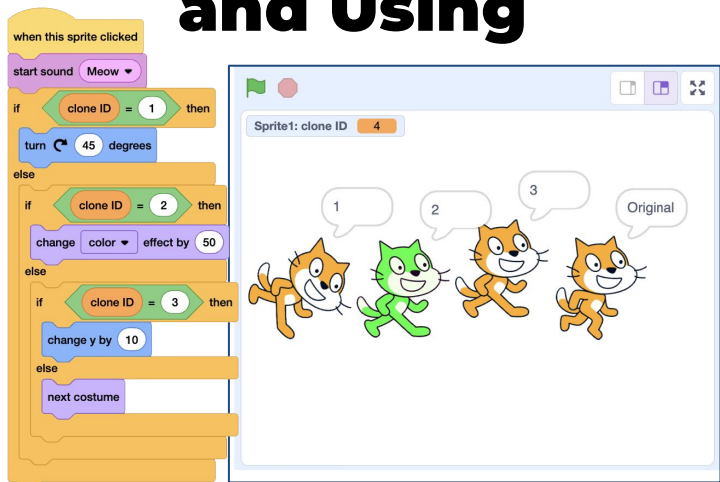 and Using
when this sprite clicked
start sound Meow
if clone ID = 1 then
turn 45 degrees
else
if clone ID = 2 then
change color effect by 50
else
if clone ID = 3 then
change y by 10
else
next costume
Sprite1: clone ID 4
1
2
3
Original